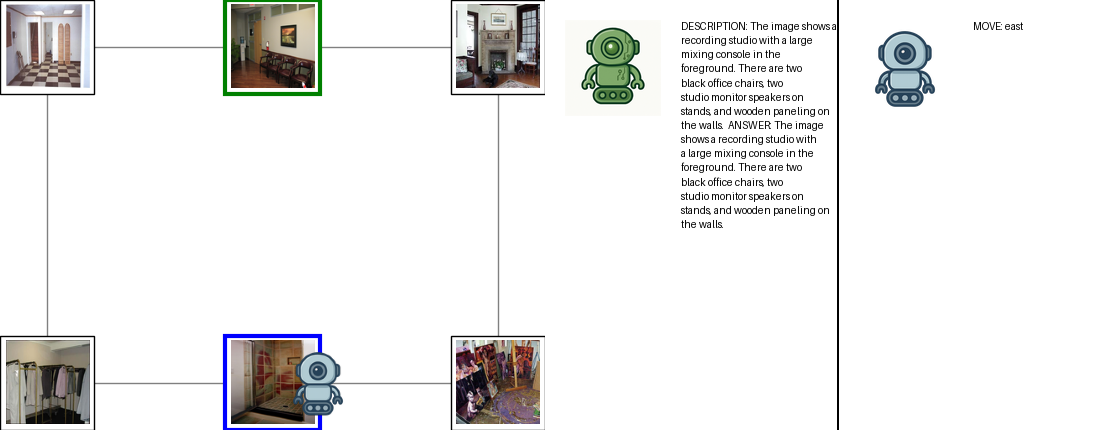 DESCRIPTION: The image shows a
recording studio with a large
mixing console in the
foreground. There are two
black office chairs, two
studio monitor speakers on
stands, and wooden paneling on
the walls. ANSWER: The image
shows a recording studio with
a large mixing console in the
foreground. There are two
black office chairs, two
studio monitor speakers on
stands, and wooden paneling on
the walls.
MOVE: east